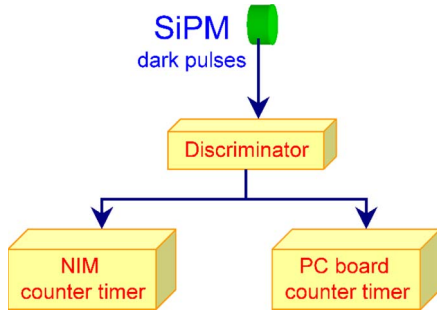 SiPM
dark pulses
Discriminator
NIM
counter timer
PC board
counter timer